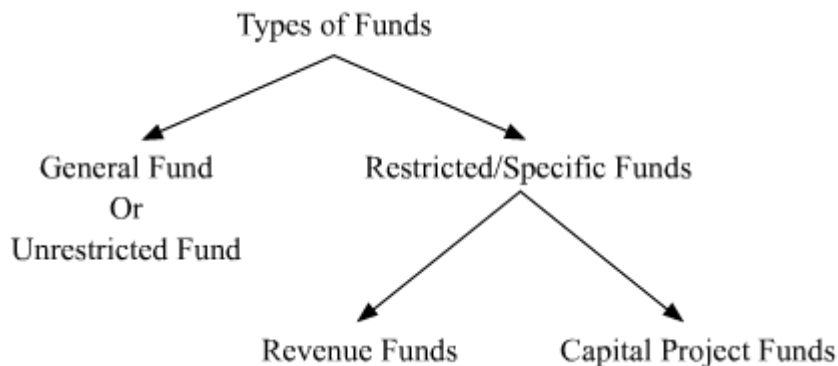 Types of Funds
General Fund
Or
Unrestricted Fund
Restricted/Specific Funds
Revenue Funds
Capital Project Funds